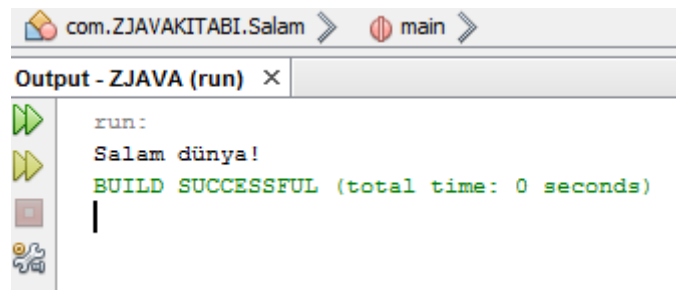 com.ZJAVAKITABI.Salam main
Output - ZJAVA (run)
run:
Salam dünya!
BUILD SUCCESSFUL (total time: 0 seconds)